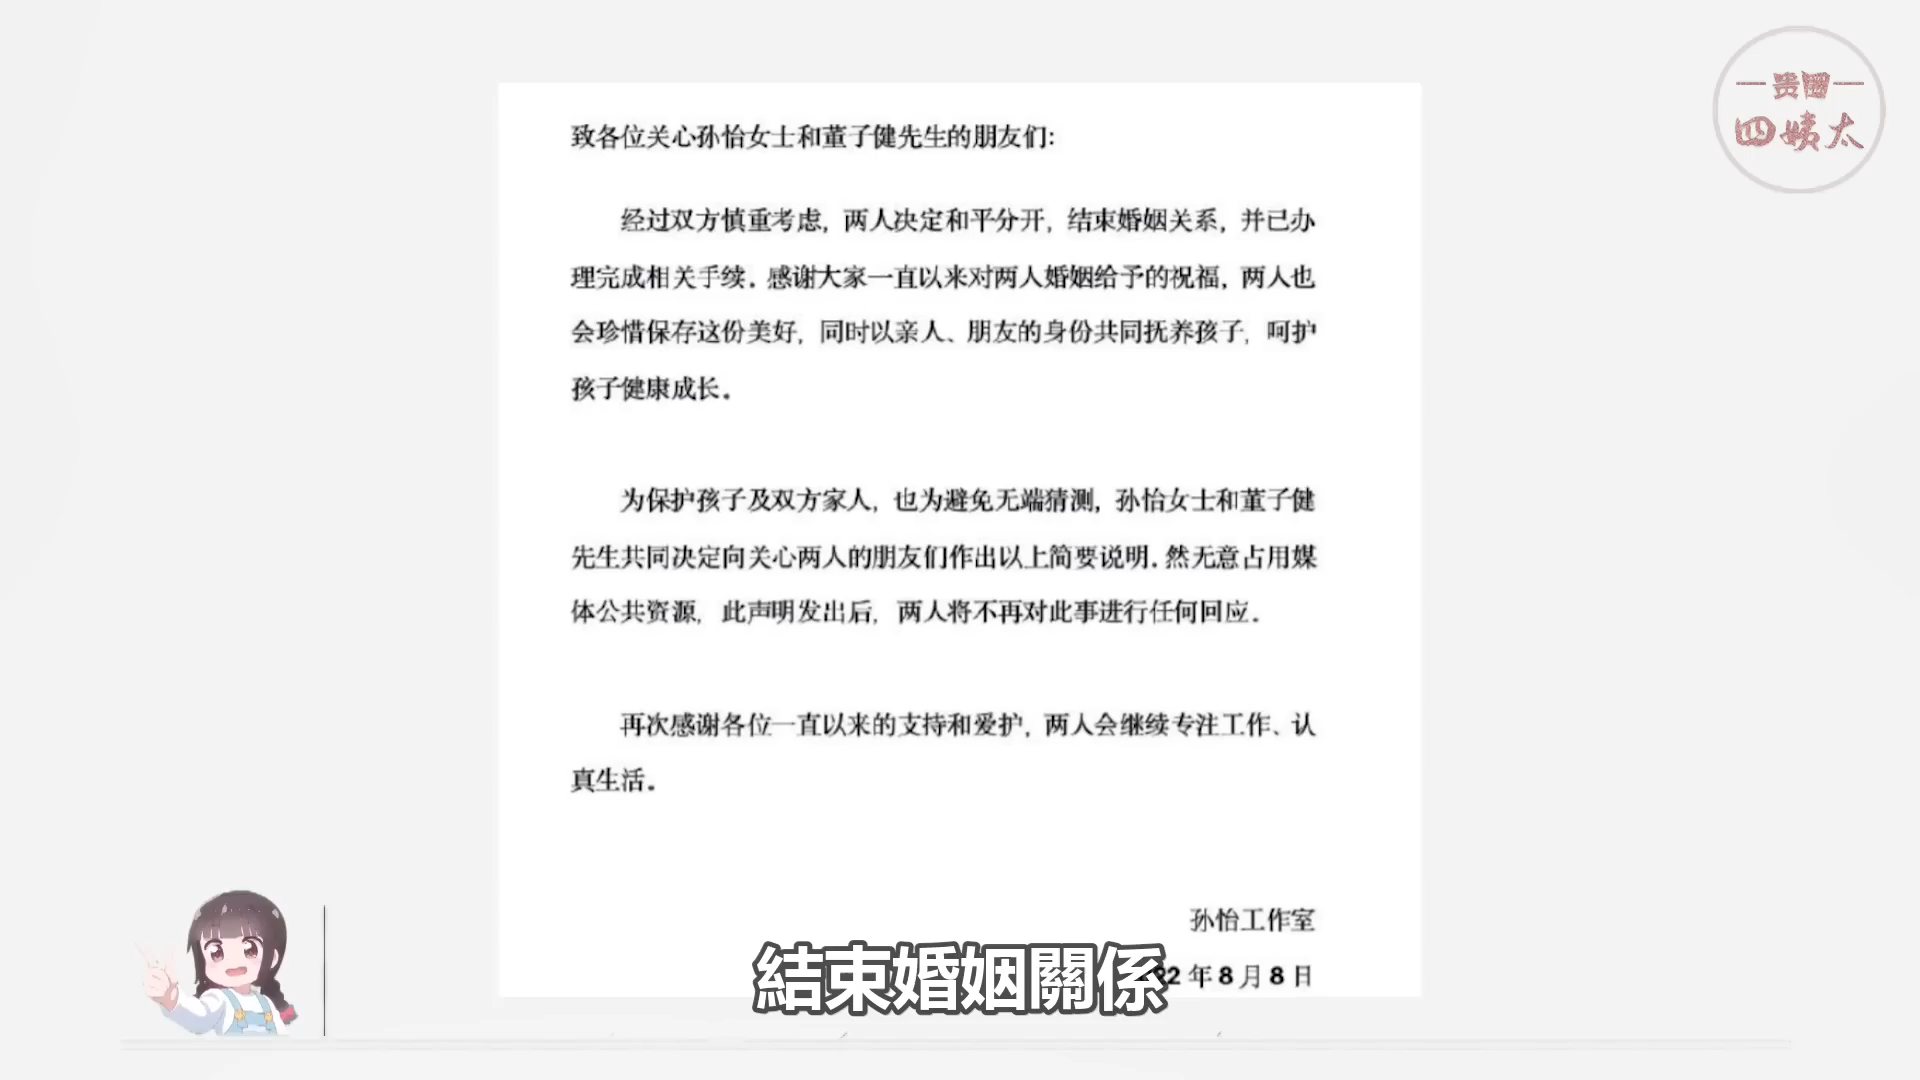 贵圈
四姨太
致各位关心孙怡女士和董子健先生的朋友们:
经过双方慎重考虑, 两人决定和平分开, 结束婚姻关系, 并已办
理完成相关手续。感谢大家一直以来对两人婚姻给予的祝福, 两人也
会珍惜保存这份美好, 同时以亲人、朋友的身份共同抚养孩子, 呵护
孩子健康成长。
为保护孩子及双方家人, 也为避免无端猜测, 孙怡女士和董子健
先生共同决定向关心两人的朋友们作出以上简要说明。然无意占用媒
体公共资源, 此声明发出后, 两人将不再对此事进行任何回应。
再次感谢各位一直以来的支持和爱护, 两人会继续专注工作、认
真生活。
孙怡工作室
22 年 8 月 8 日
結束婚姻關係